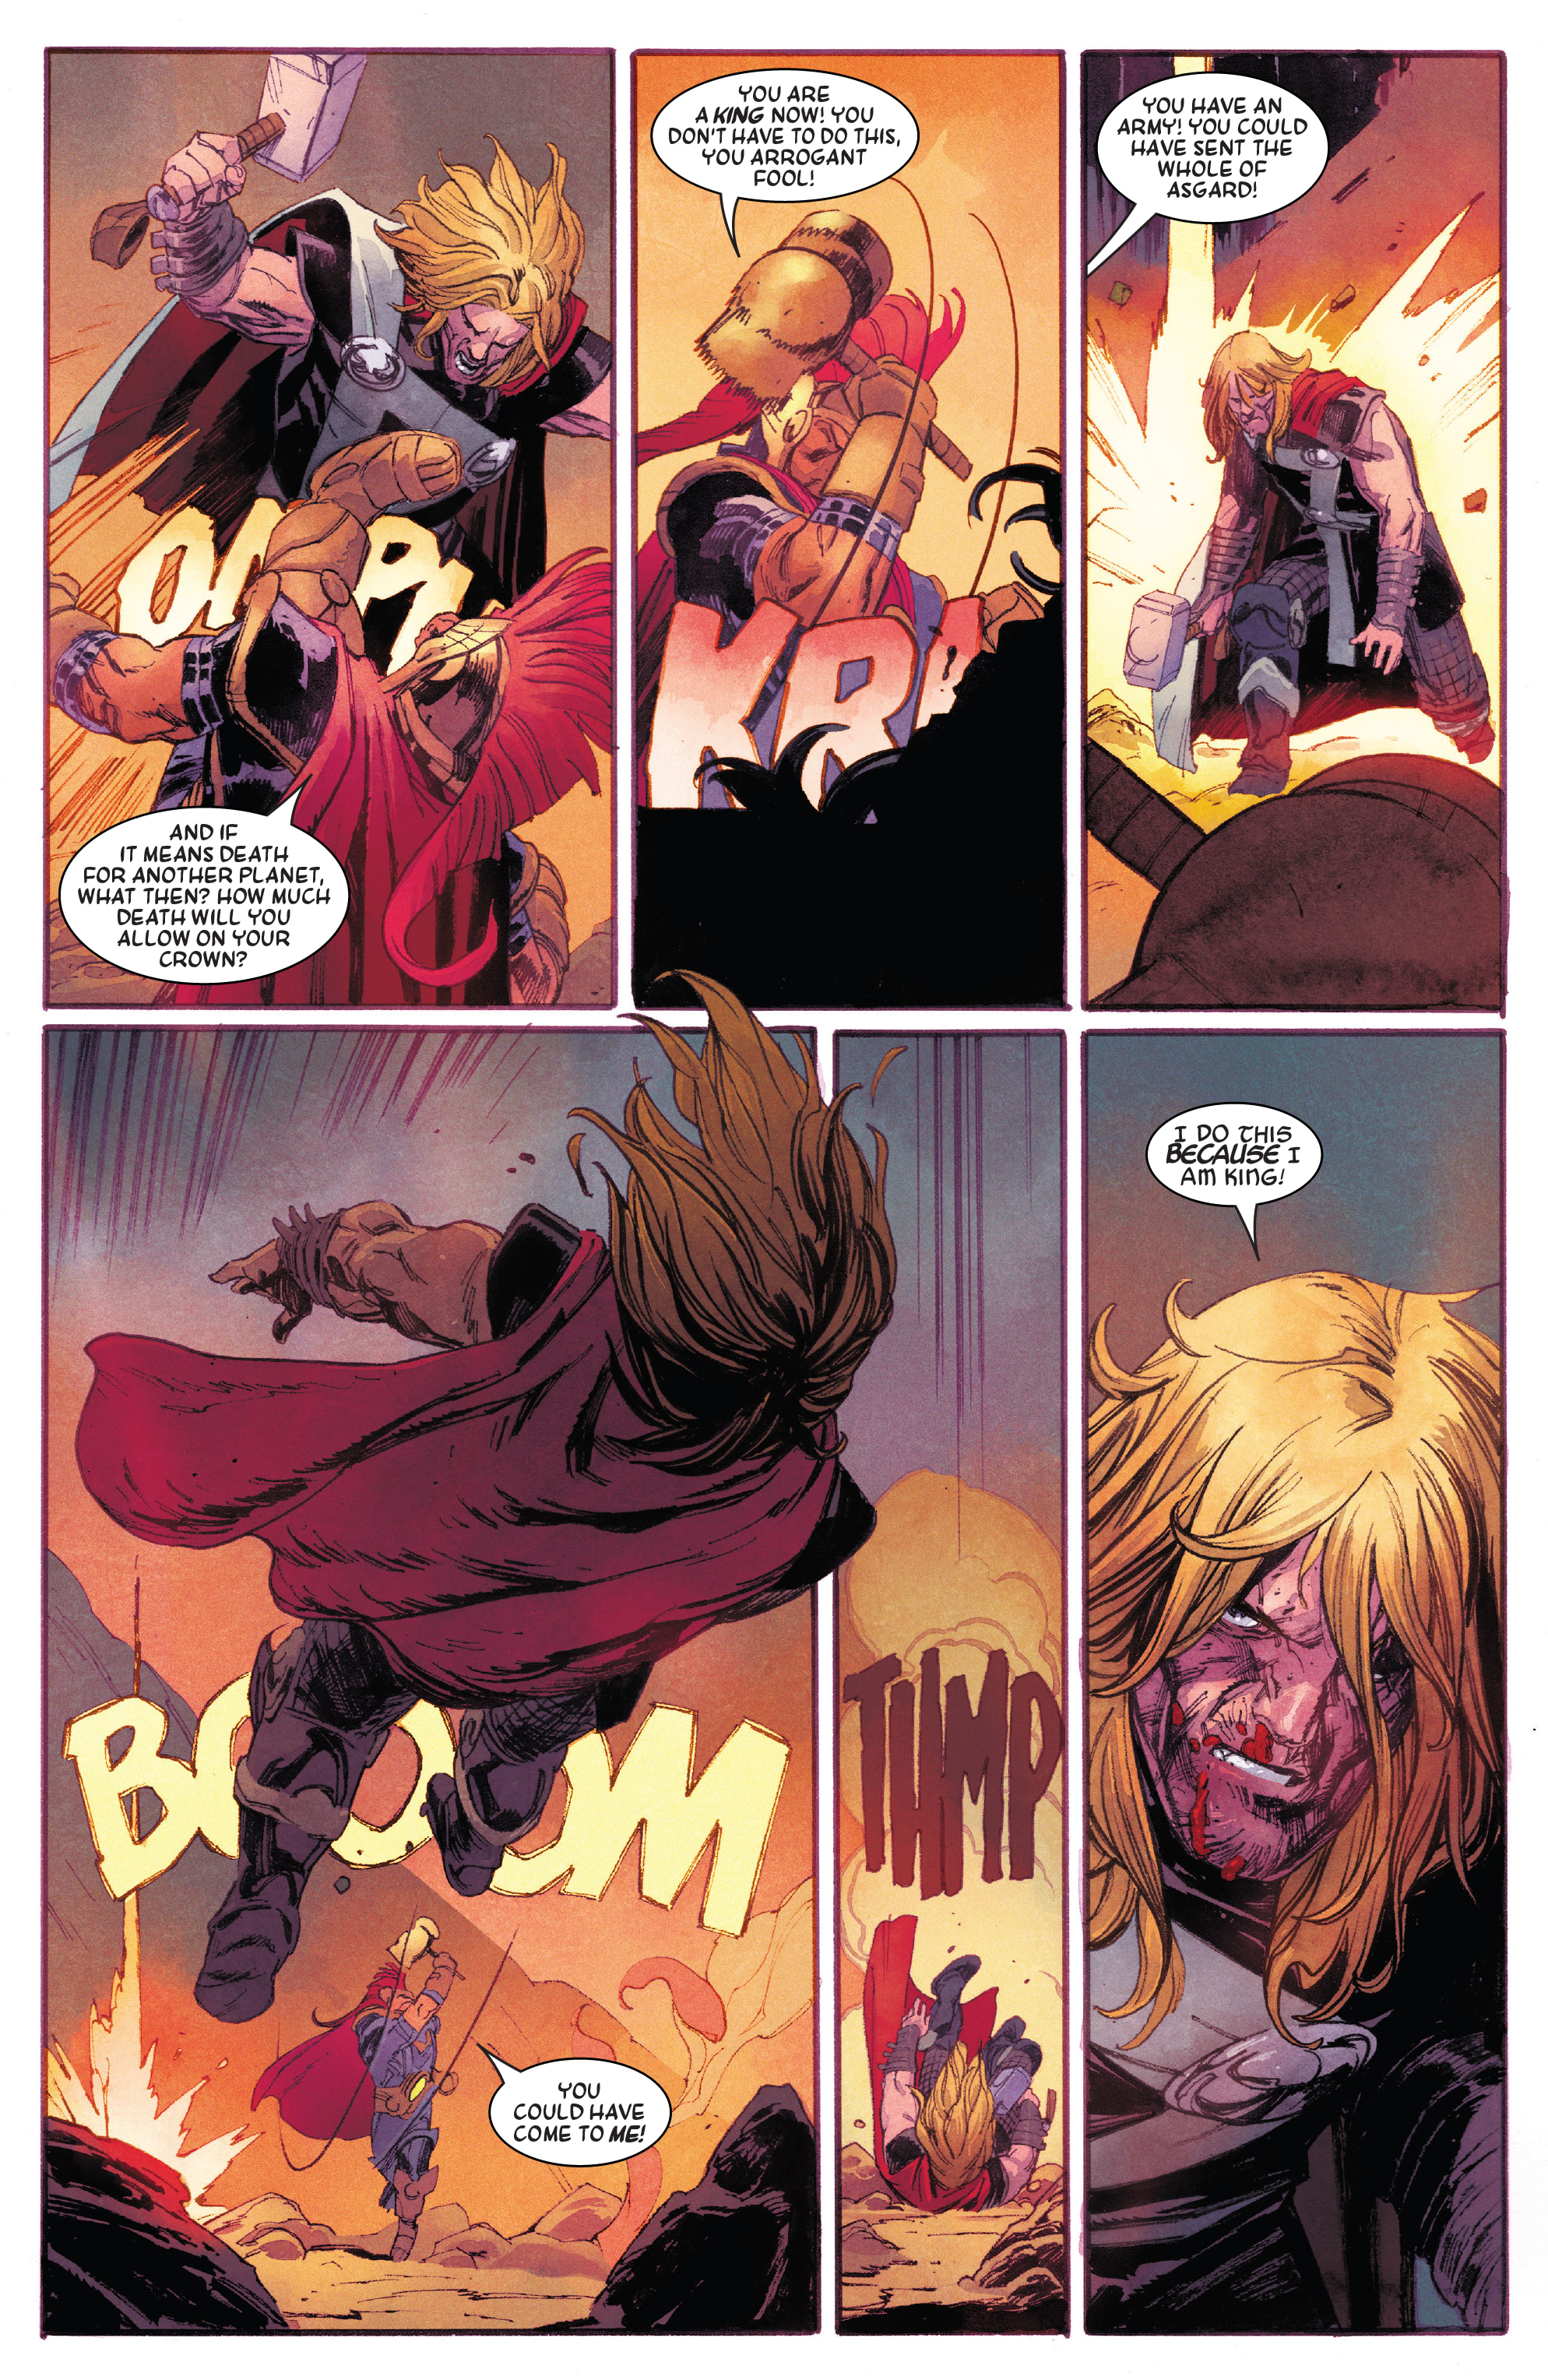 AND IF
IT MEANS DEATH
FOR ANOTHER PLANET,
WHAT THEN? HOW MUCH
DEATH WILL YOU
ALLOW ON YOUR
CROWN?
YOU ARE
A KING NOW! YOU
DON'T HAVE TO DO THIS,
YOU ARROGANT
FOOL!
YOU HAVE AN
ARMY! YOU COULD
HAVE SENT THE
WHOLE OF
ASGARD!
BOOOM
YOU
COULD HAVE
COME TO ME!
THMP
I DO THIS
BECAUSE I
AM KING!